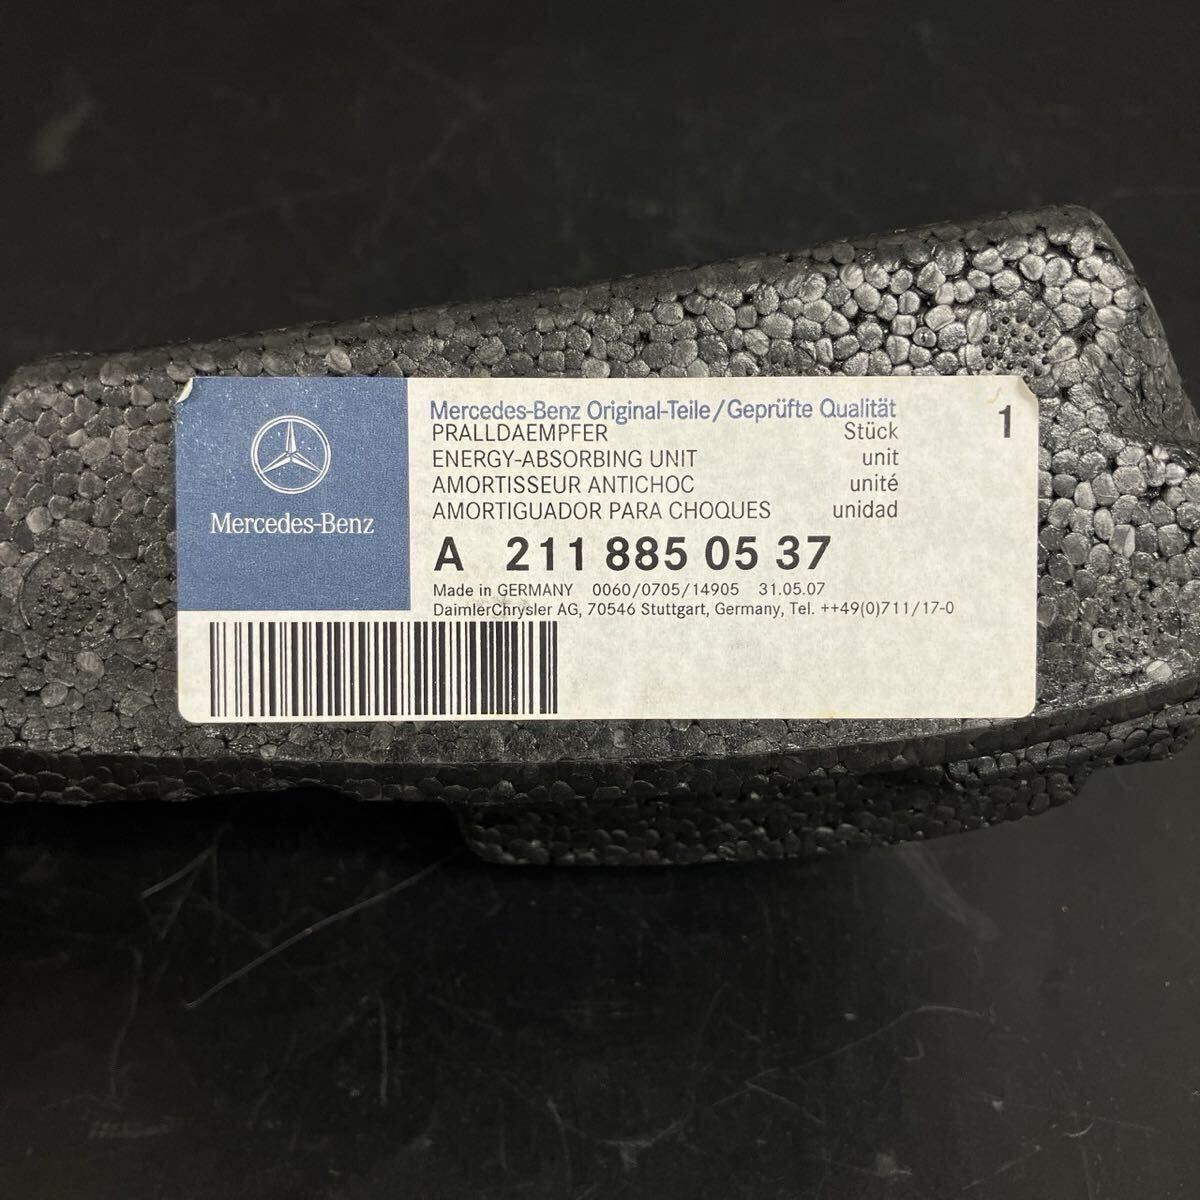 Mercedes-Benz
Mercedes-Benz Original-Teile/Geprüfte Qualität 1
PRALLDAEMPFER Stück
ENERGY-ABSORBING UNIT unit
AMORTISSEUR ANTICHOC unité
AMORTIGUADOR PARA CHOQUES unidad
A 211 885 05 37
Made in GERMANY 0060/0705/14905 31.05.07
DaimlerChrysler AG, 70546 Stuttgart, Germany, Tel. ++49(0)711/17-0